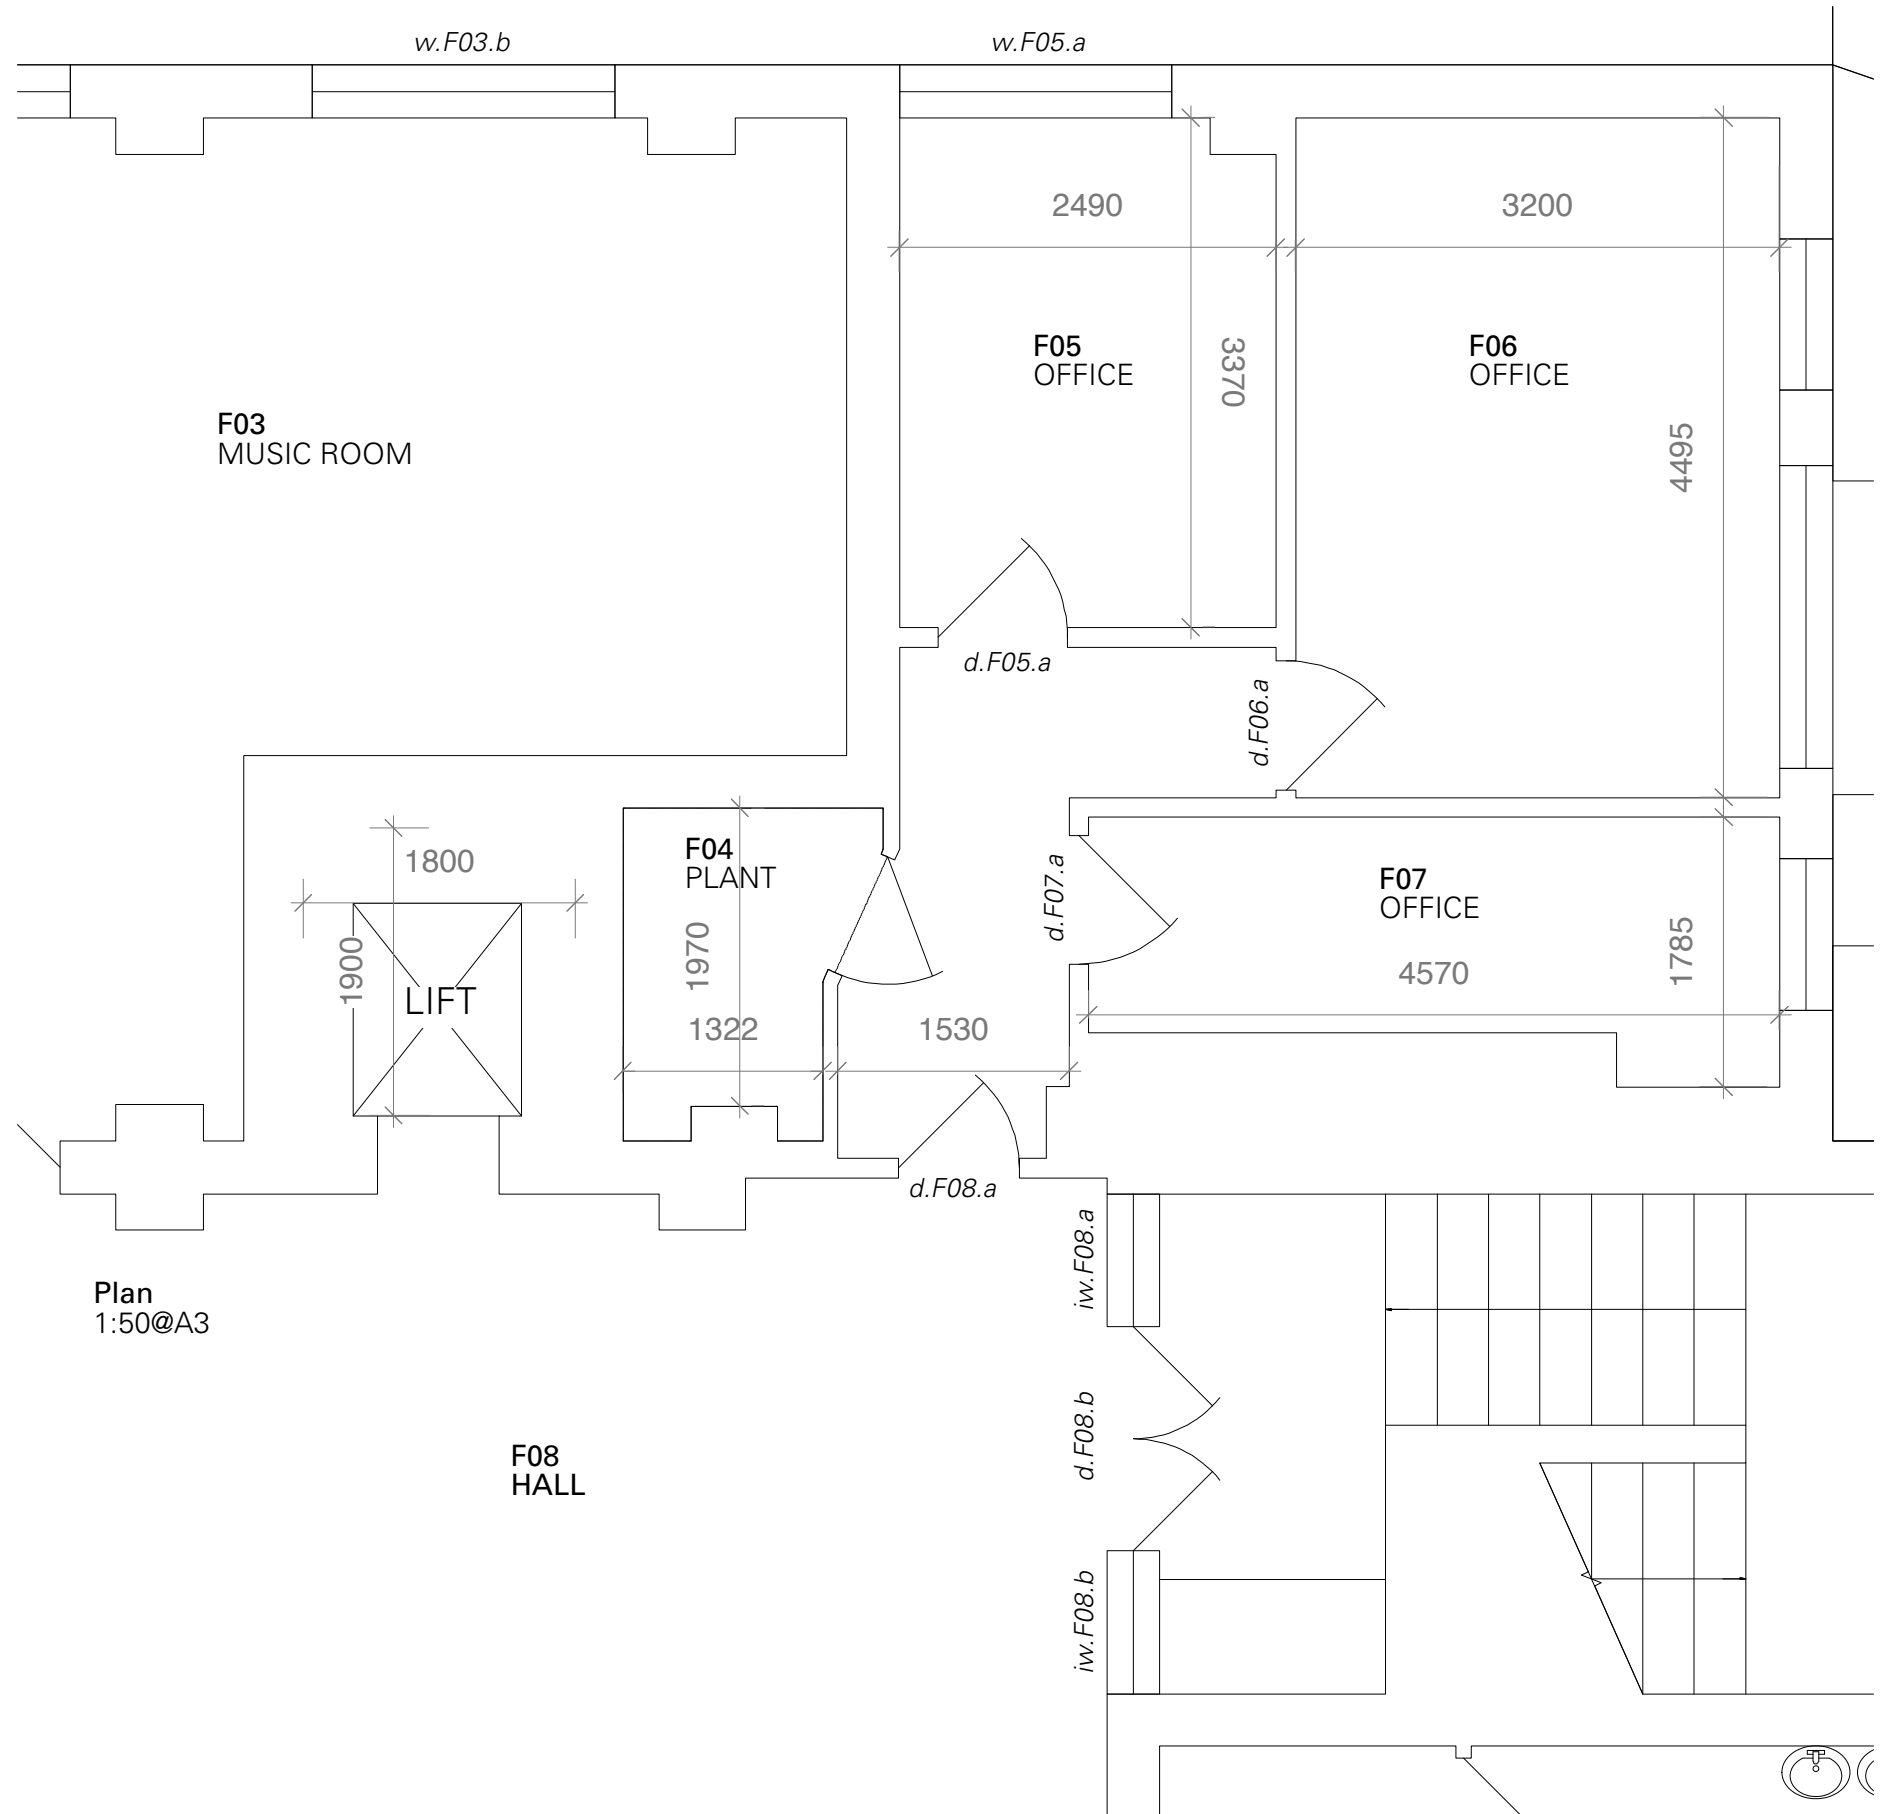 w.F03.b
w.F05.a
2490
3200
F05
OFFICE
3370
F06
OFFICE
F03
MUSIC ROOM
4495
d.F05.a
d.F06.a
F04
PLANT
1800
1900
LIFT
1970
1322
1530
d.F07.a
F07
OFFICE
4570
1785
d.F08.a
iw.F08.a
Plan
1:50@A3
d.F08.b
F08
HALL
iw.F08.b